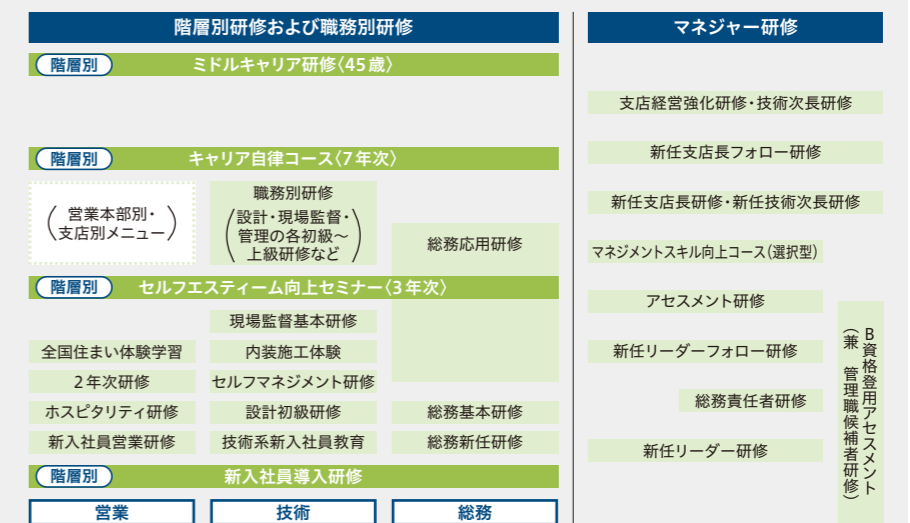 階層別研修および職務別研修
階層別
ミドルキャリア研修〈45歳〉
階層別
キャリア自律コース〈7年次〉
(営業本部別・
支店別メニュー)
職務別研修
(設計・現場監督・
管理の各初級〜
上級研修など)
総務応用研修
階層別
セルフエスティーム向上セミナー〈3年次〉
現場監督基本研修
全国住まい体験学習
内装施工体験
2年次研修
セルフマネジメント研修
ホスピタリティ研修
設計初級研修
総務基本研修
新入社員営業研修
技術系新入社員教育
総務新任研修
階層別
新入社員導入研修
営業
技術
総務
マネジャー研修
支店経営強化研修・技術次長研修
新任支店長フォロー研修
新任支店長研修・新任技術次長研修
マネジメントスキル向上コース(選択型)
アセスメント研修
新任リーダーフォロー研修
総務責任者研修
新任リーダー研修
B資格登用アセスメント
(兼 管理職候補者研修)